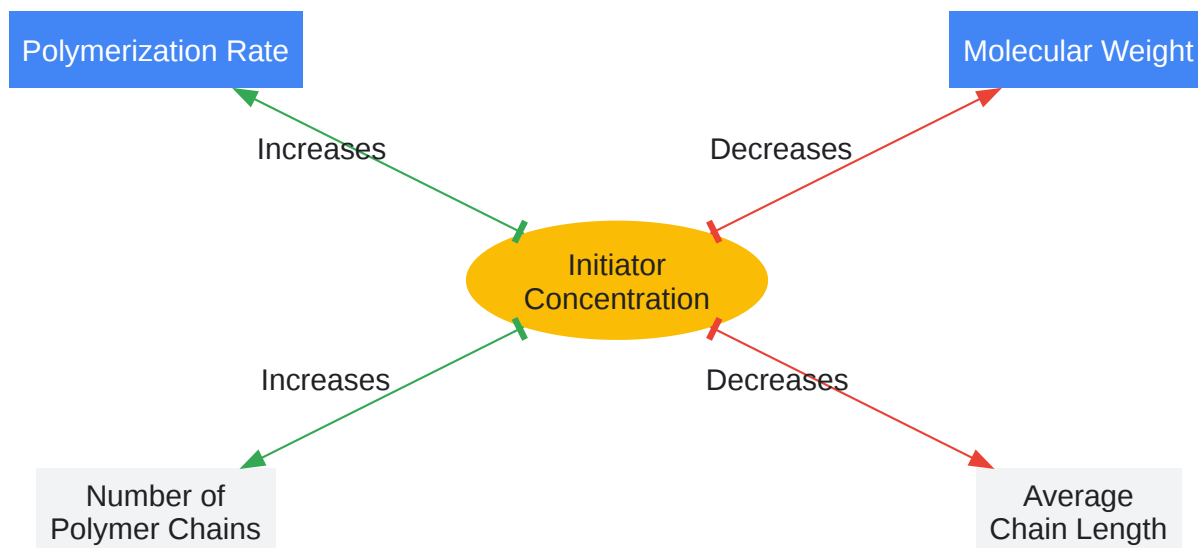 Polymerization Rate
Molecular Weight
Increases
Decreases
Initiator
Concentration
Increases
Decreases
Number of
Polymer Chains
Average
Chain Length